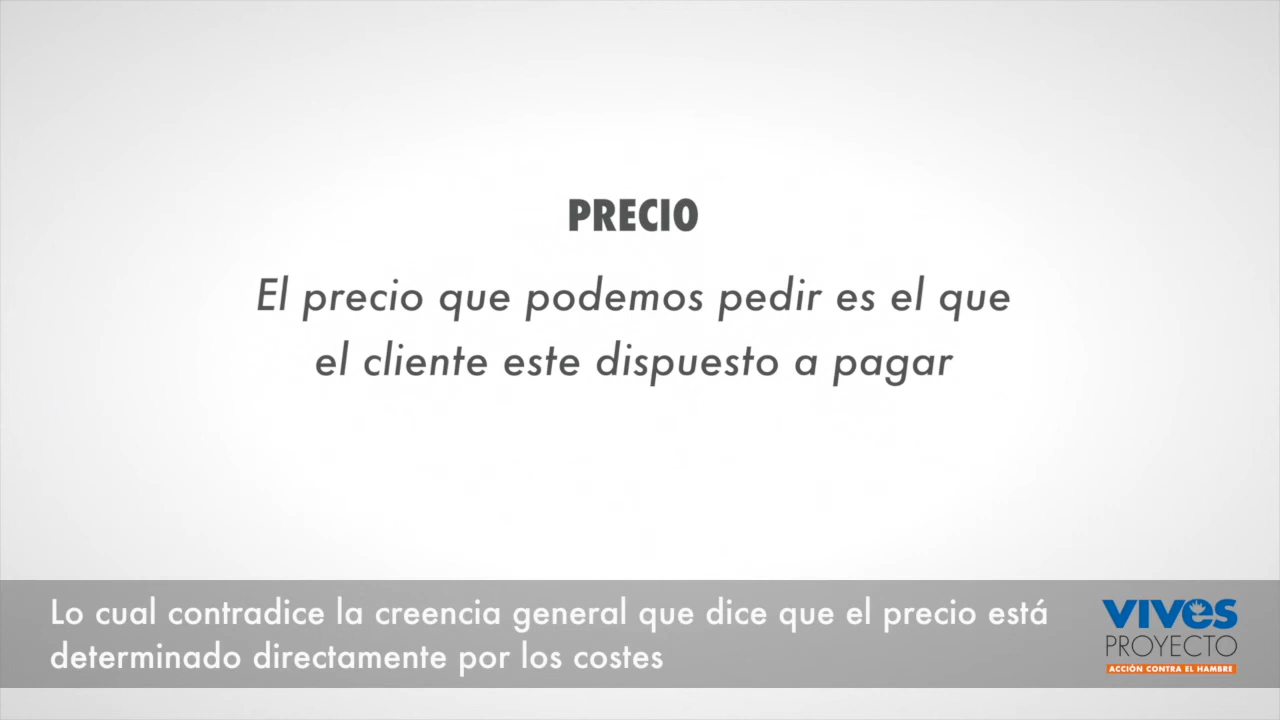 PRECIO
El precio que podemos pedir es el que
el cliente este dispuesto a pagar
Lo cual contradice la creencia general que dice que el precio está
determinado directamente por los costes
VIVES
PROYECTO
ACCIÓN CONTRA EL HAMBRE